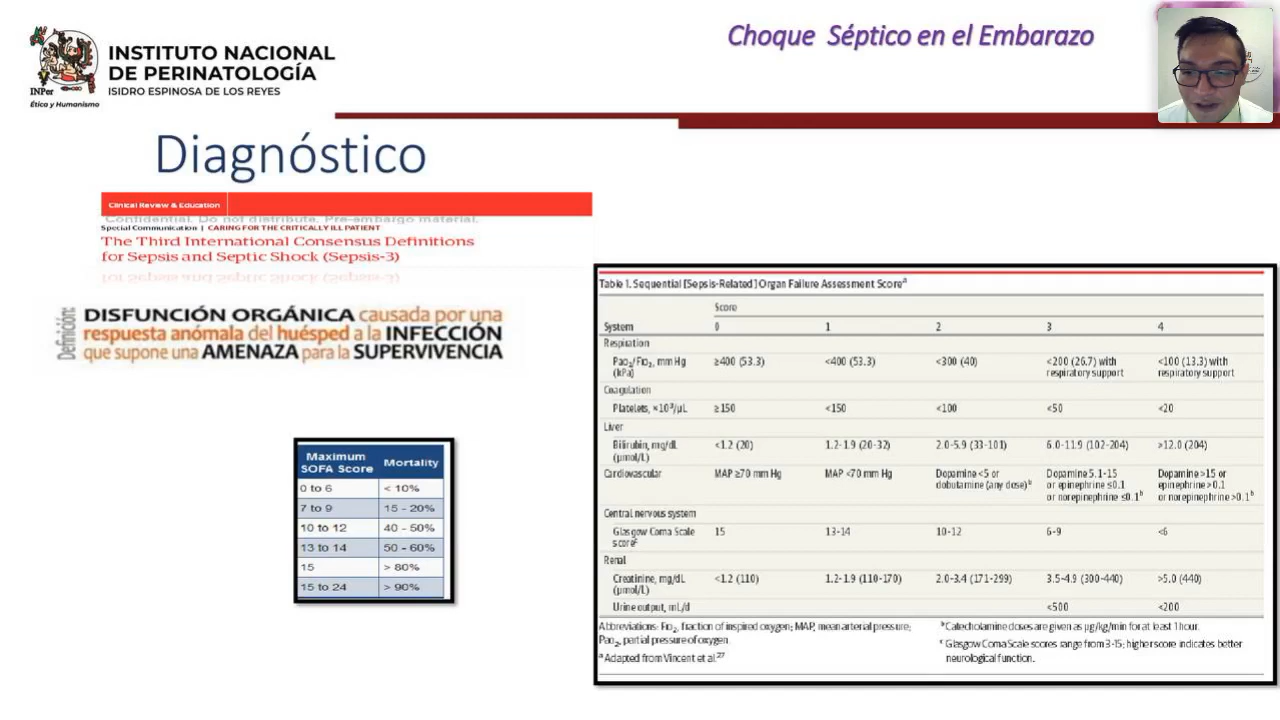 Choque Séptico en el Embarazo
INSTITUTO NACIONAL
DE PERINATOLOGÍA
ISIDRO ESPINOSA DE LOS REYES
INPer
Ética y Humanismo
Diagnóstico
Clinical Review & Education
Confidential. Do not distribute. Pre-embargo material.
Special Communication | CARING FOR THE CRITICALLY ILL PATIENT
The Third International Consensus Definitions
for Sepsis and Septic Shock (Sepsis-3)
Definición:
DISFUNCIÓN ORGÁNICA causada por una
respuesta anómala del huésped a la INFECCIÓN
que supone una AMENAZA para la SUPERVIVENCIA
Maximum SOFA Score Mortality
0 to 6 < 10%
7 to 9 15 - 20%
10 to 12 40 - 50%
13 to 14 50 - 60%
15 > 80%
15 to 24 > 90%
Table 1. Sequential [Sepsis-Related] Organ Failure Assessment Score^a
Score
System 0 1 2 3 4
Respiration
Pao₂/Fio₂, mm Hg ≥400 (53.3) <400 (53.3) <300 (40) <200 (26.7) with <100 (13.3) with
(kPa) respiratory support respiratory support
Coagulation
Platelets, ×10³/μL ≥150 <150 <100 <50 <20
Liver
Bilirubin, mg/dL <1.2 (20) 1.2-1.9 (20-32) 2.0-5.9 (33-101) 6.0-11.9 (102-204) >12.0 (204)
(μmol/L)
Cardiovascular MAP ≥70 mm Hg MAP <70 mm Hg Dopamine <5 or Dopamine 5.1-15 Dopamine >15 or
dobutamine (any dose)^b or epinephrine ≤0.1 epinephrine >0.1
or norepinephrine ≤0.1^b or norepinephrine >0.1^b
Central nervous system
Glasgow Coma Scale 15 13-14 10-12 6-9 <6
score^c
Renal
Creatinine, mg/dL <1.2 (110) 1.2-1.9 (110-170) 2.0-3.4 (171-299) 3.5-4.9 (300-440) >5.0 (440)
(μmol/L)
Urine output, mL/d <500 <200
Abbreviations: Fio₂, fraction of inspired oxygen; MAP, mean arterial pressure;
Pao₂, partial pressure of oxygen.
^a Adapted from Vincent et al.²⁷
^b Catecholamine doses are given as μg/kg/min for at least 1 hour.
^c Glasgow Coma Scale scores range from 3-15; higher score indicates better
neurological function.